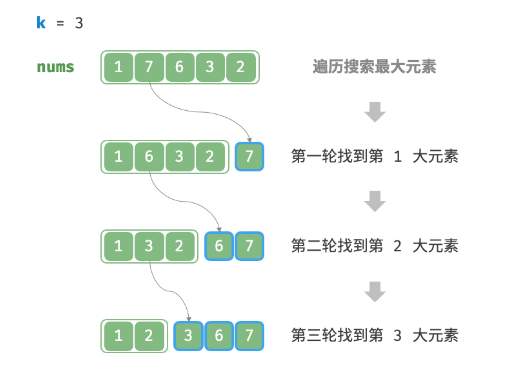 k = 3
nums 1 7 6 3 2 遍历搜索最大元素
1 6 3 2 7 第一轮找到第 1 大元素
1 3 2 6 7 第二轮找到第 2 大元素
1 2 3 6 7 第三轮找到第 3 大元素